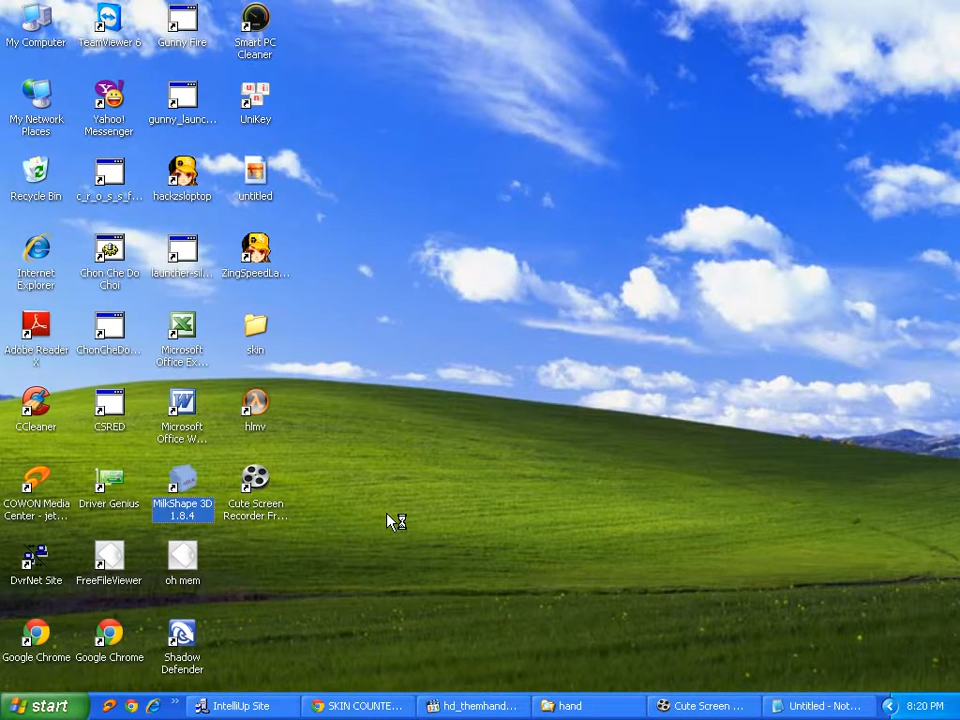 My Computer
TeamViewer 6
Gunny Fire
Smart PC
Cleaner
My Network
Places
Yahoo!
Messenger
gunny_launc...
UniKey
Recycle Bin
c_r_o_s_s_f...
hackzsloptop
untitled
Internet
Explorer
Chon Che Do
Choi
launcher-sil...
ZingSpeedLa...
Adobe Reader
X
ChonCheDo...
Microsoft
Office Ex...
skin
CCleaner
CSRED
Microsoft
Office W...
hlmv
COWON Media
Center - jet...
Driver Genius
MilkShape 3D
1.8.4
Cute Screen
Recorder Fr...
DvrNet Site
FreeFileViewer
oh mem
Google Chrome
Google Chrome
Shadow
Defender
start
IntelliUp Site
SKIN COUNTE...
hd_themhand...
hand
Cute Screen ...
Untitled - Not...
8:20 PM